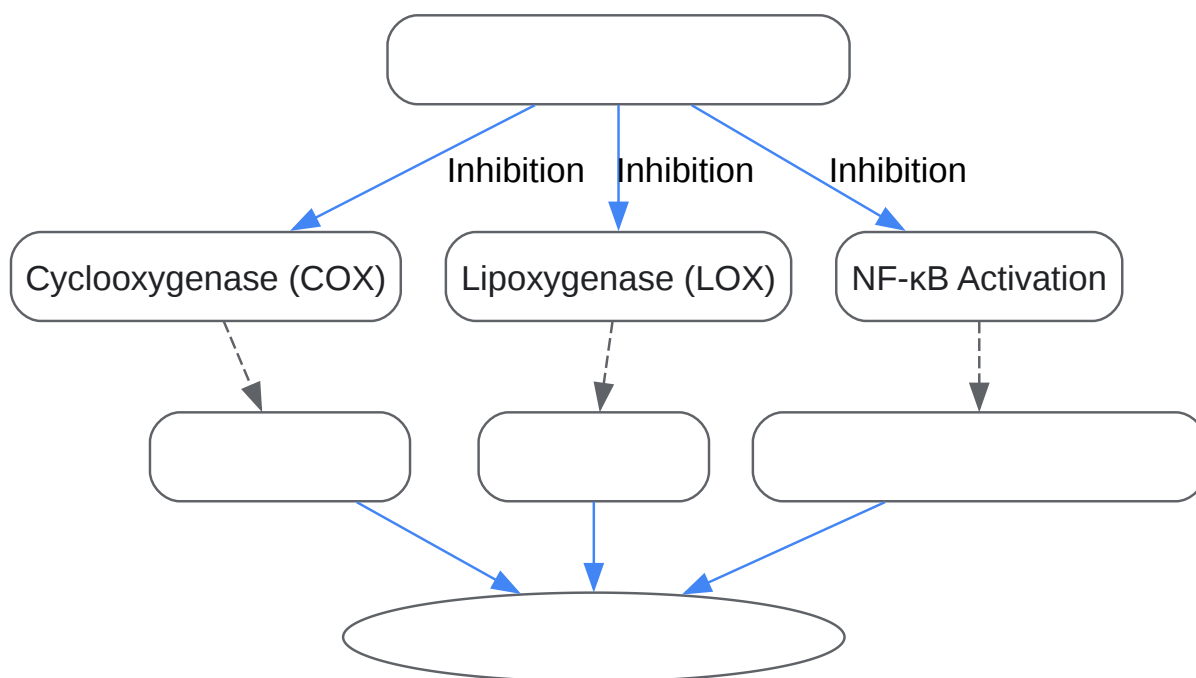 Inhibition
Inhibition
Inhibition
Cyclooxygenase (COX)
Lipoxygenase (LOX)
NF-κB Activation